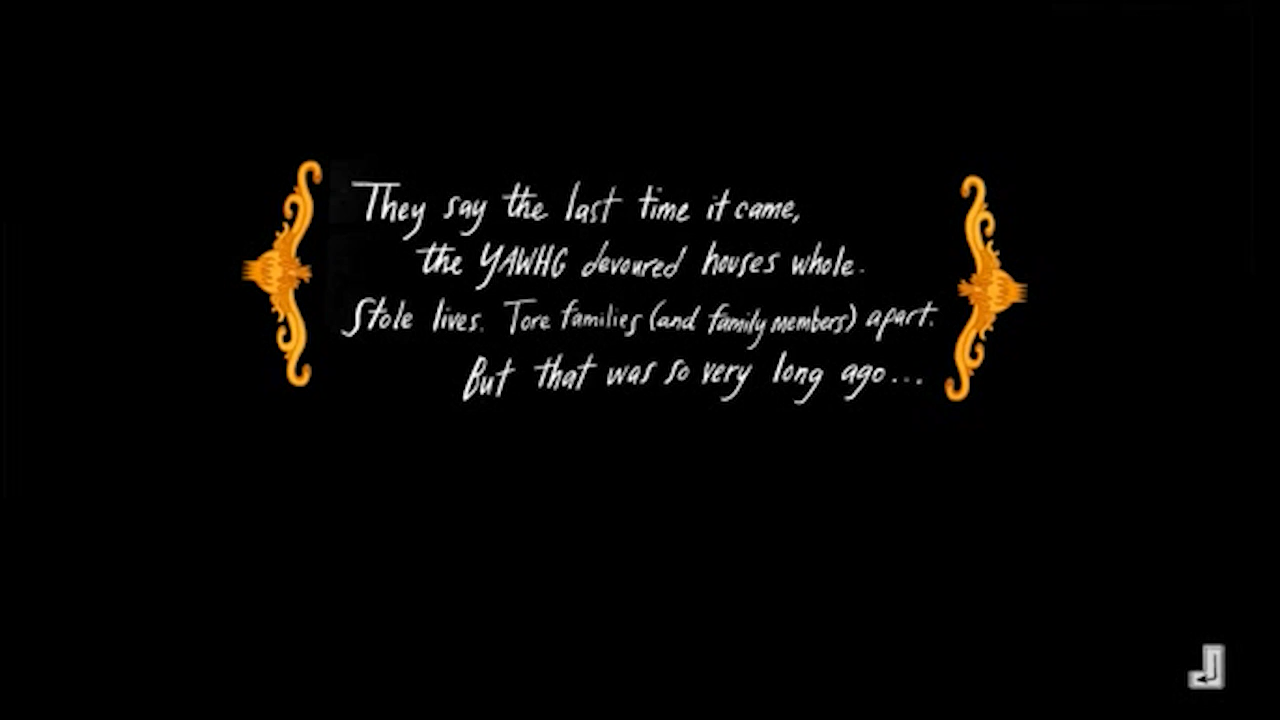 They say the last time it came,
the YAWHG devoured houses whole.
Stole lives. Tore families (and family members) apart.
But that was so very long ago...